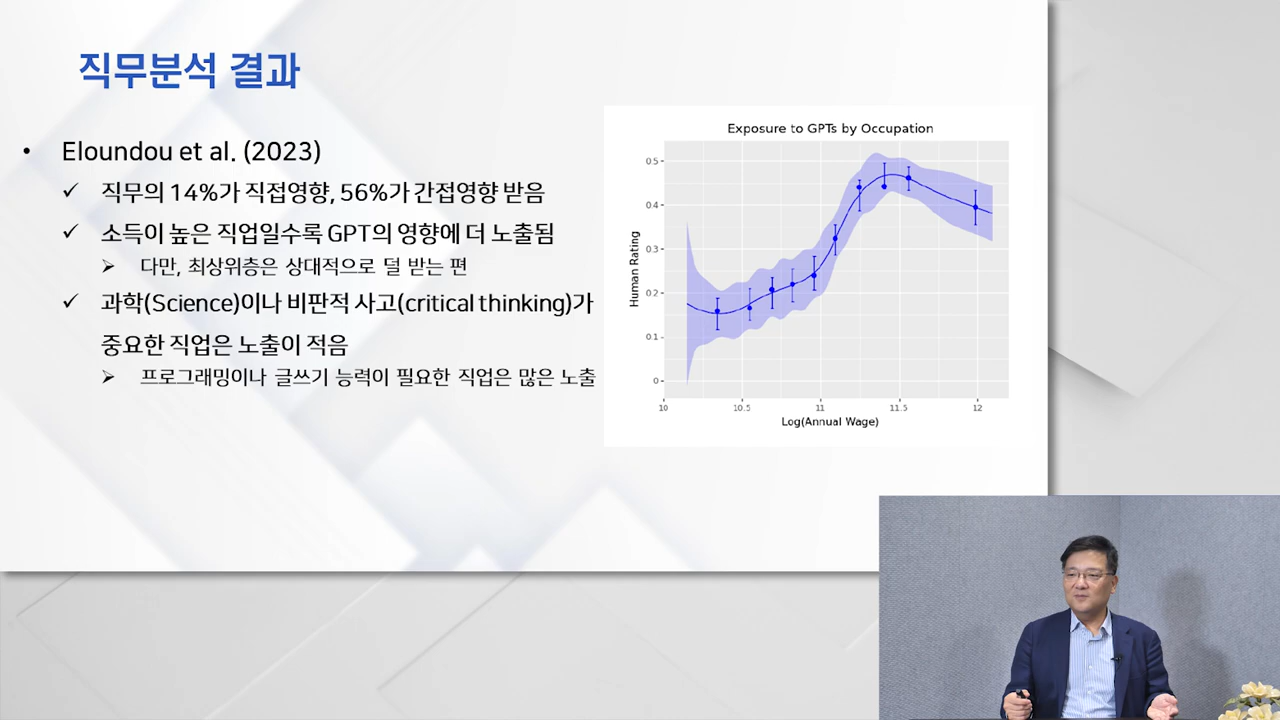 직무분석 결과
• Eloundou et al. (2023)
✓ 직무의 14%가 직접영향, 56%가 간접영향 받음
✓ 소득이 높은 직업일수록 GPT의 영향에 더 노출됨
➢ 다만, 최상위층은 상대적으로 덜 받는 편
✓ 과학(Science)이나 비판적 사고(critical thinking)가
중요한 직업은 노출이 적음
➢ 프로그래밍이나 글쓰기 능력이 필요한 직업은 많은 노출
Exposure to GPTs by Occupation
Human Rating
0.5
0.4
0.3
0.2
0.1
0
10 10.5 11 11.5 12
Log(Annual Wage)